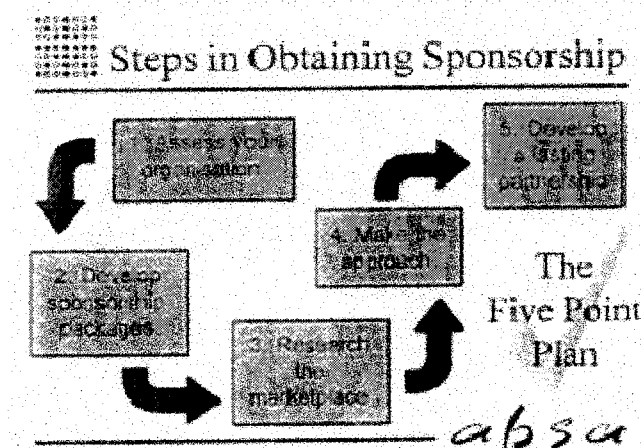 Steps in Obtaining Sponsorship
1. Assess your
organisation
2. Develop
sponsorship
packages
3. Research
the
marketplace
4. Make the
approach
5. Develop
a lasting
partnership
The
Five Point
Plan
absa